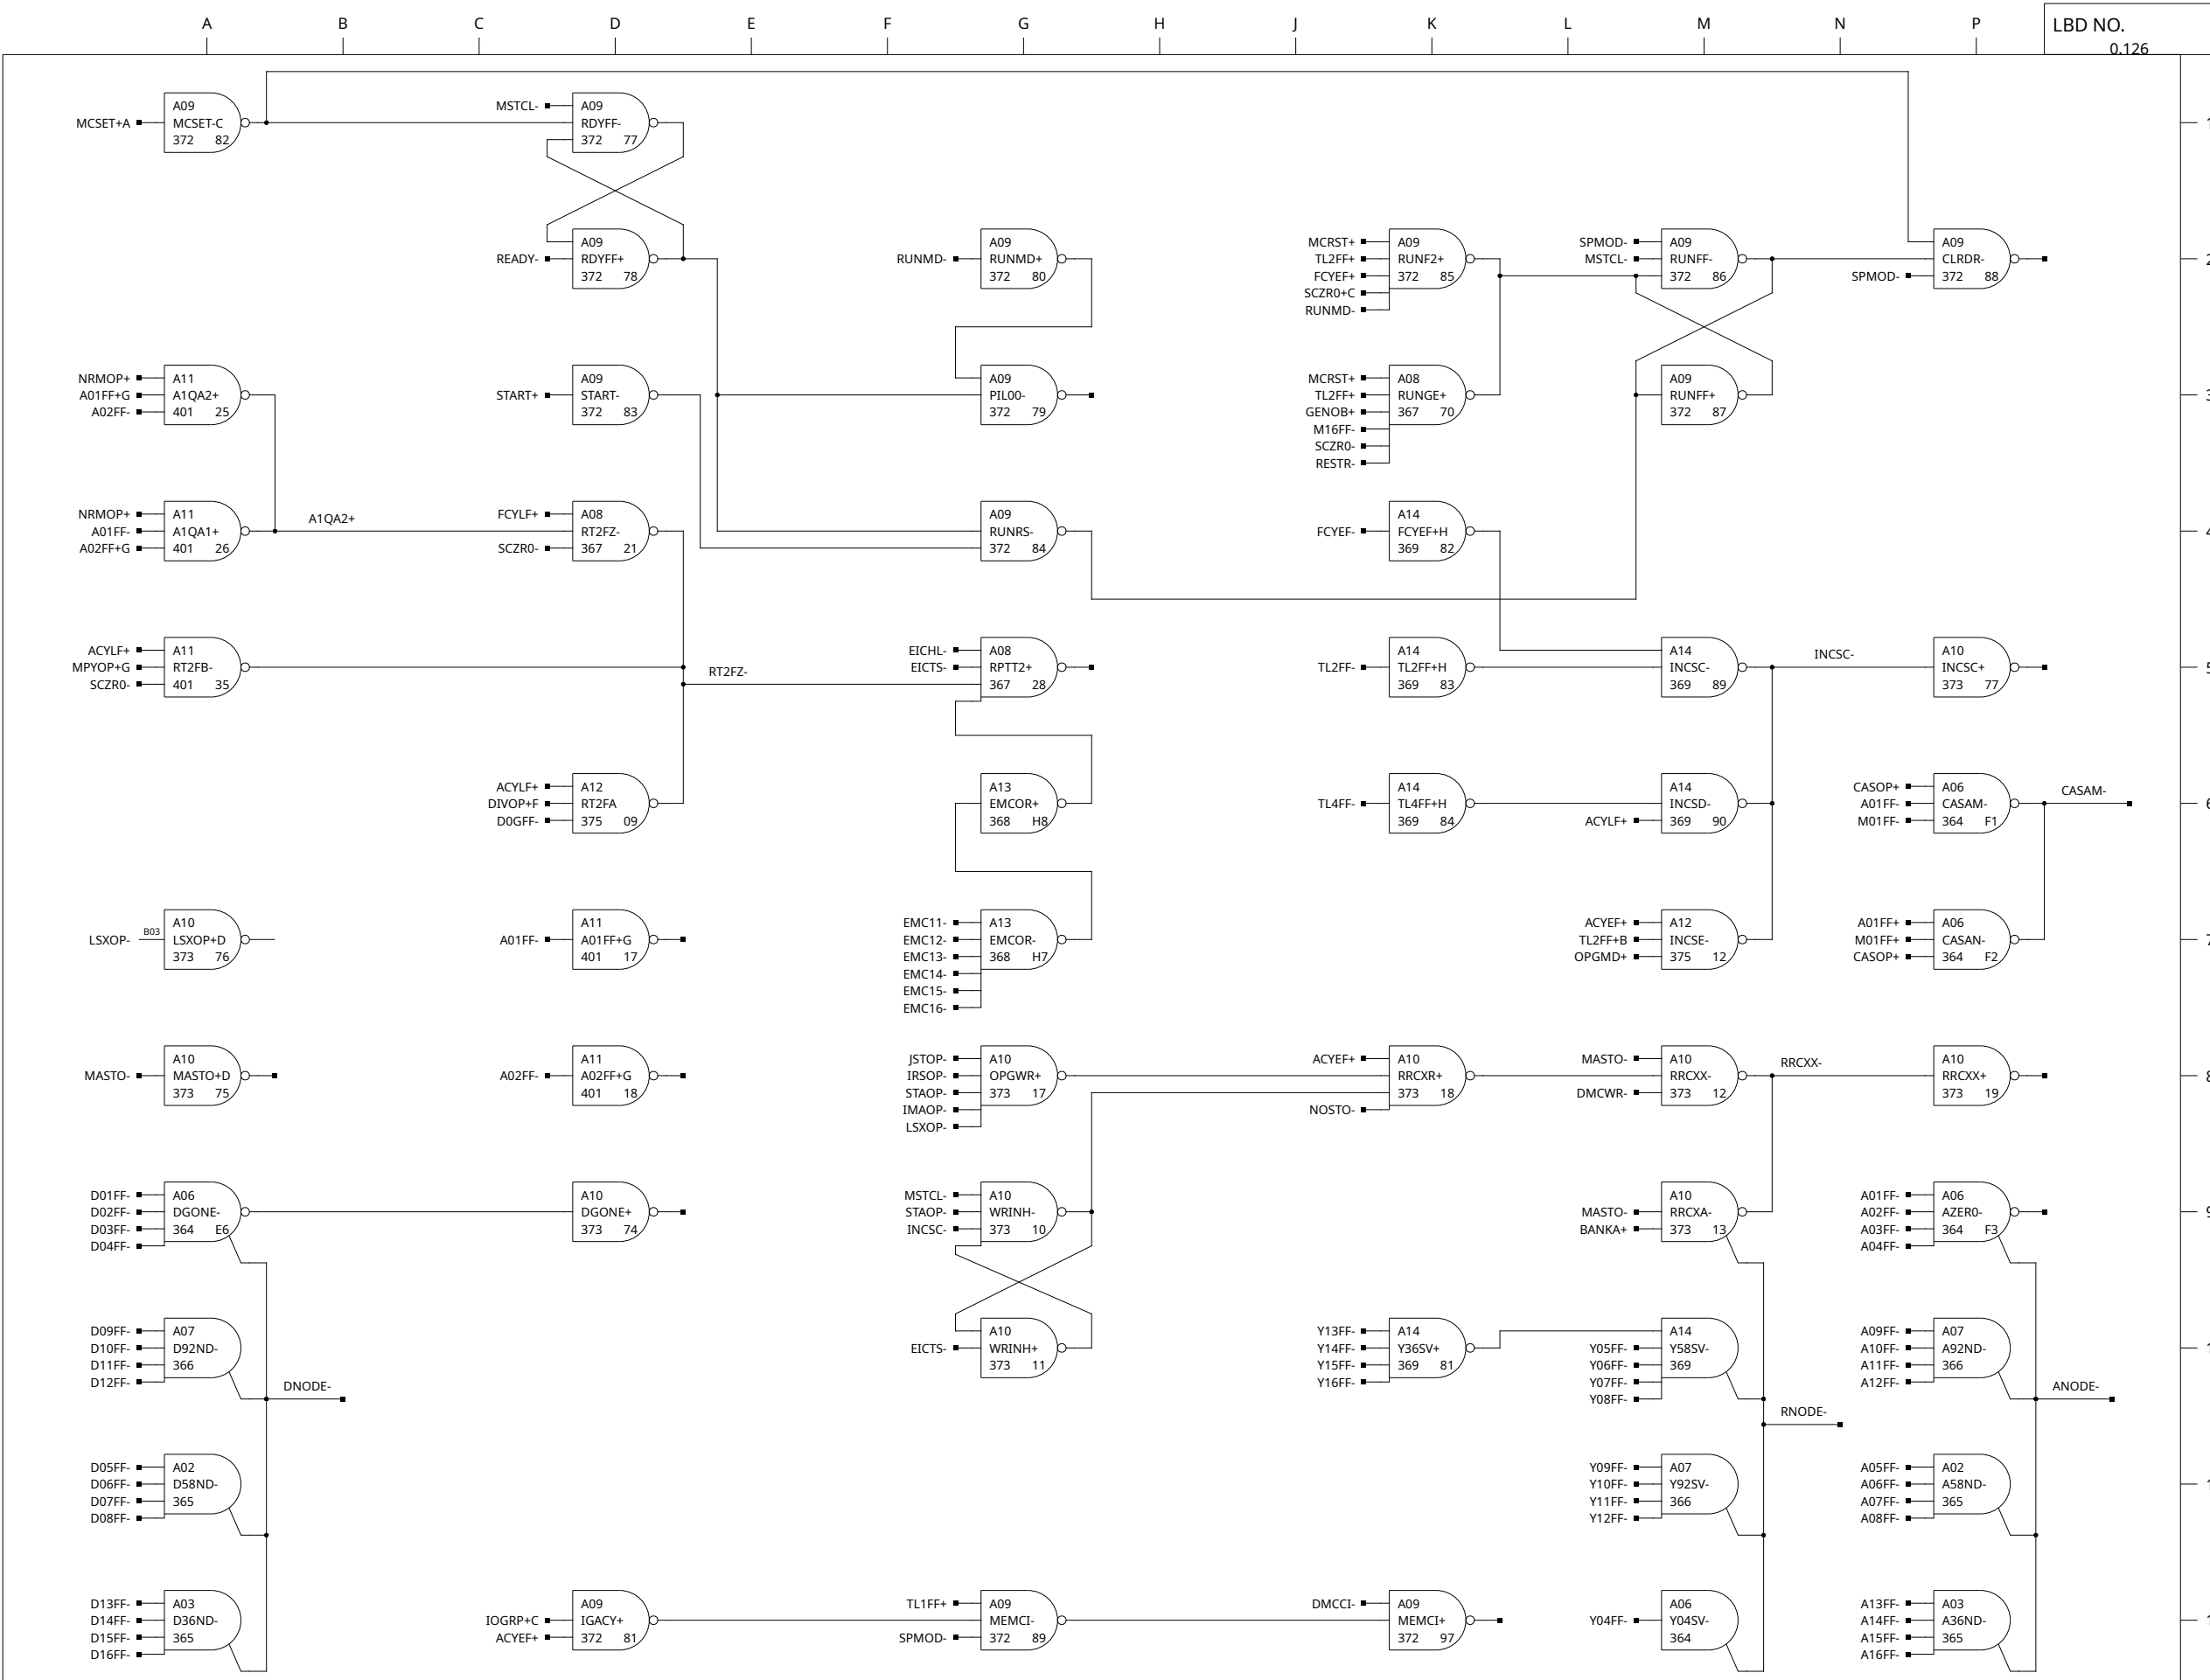 A B C D E F G H J K L M N P
LBD NO.
0.126
MCSET+A
A09
MCSET-C
372 82
MSTCL-
A09
RDYFF-
372 77
1
READY-
A09
RDYFF+
372 78
RUNMD-
A09
RUNMD+
372 80
MCRST+
TL2FF+
FCYEF+
SCZR0+C
RUNMD-
A09
RUNF2+
372 85
SPMOD-
MSTCL-
A09
RUNFF-
372 86
SPMOD-
A09
CLRDR-
372 88
2
NRMOP+
A01FF+G
A02FF-
A11
A1QA2+
401 25
START+
A09
START-
372 83
A09
PIL00-
372 79
MCRST+
TL2FF+
GENOB+
M16FF-
SCZR0-
RESTR-
A08
RUNGE+
367 70
A09
RUNFF+
372 87
3
NRMOP+
A01FF-
A02FF+G
A11
A1QA1+
401 26
A1QA2+
FCYLF+
SCZR0-
A08
RT2FZ-
367 21
A09
RUNRS-
372 84
FCYEF-
A14
FCYEF+H
369 82
4
ACYLF+
MPYOP+G
SCZR0-
A11
RT2FB-
401 35
RT2FZ-
EICHL-
EICTS-
A08
RPTT2+
367 28
TL2FF-
A14
TL2FF+H
369 83
A14
INCSC-
369 89
INCSC-
A10
INCSC+
373 77
5
ACYLF+
DIVOP+F
D0GFF-
A12
RT2FA
375 09
A13
EMCOR+
368 H8
TL4FF-
A14
TL4FF+H
369 84
ACYLF+
A14
INCSD-
369 90
CASOP+
A01FF-
M01FF-
A06
CASAM-
364 F1
CASAM-
6
LSXOP-
B03
A10
LSXOP+D
373 76
A01FF-
A11
A01FF+G
401 17
EMC11-
EMC12-
EMC13-
EMC14-
EMC15-
EMC16-
A13
EMCOR-
368 H7
ACYEF+
TL2FF+B
OPGMD+
A12
INCSE-
375 12
A01FF+
M01FF+
CASOP+
A06
CASAN-
364 F2
7
MASTO-
A10
MASTO+D
373 75
A02FF-
A11
A02FF+G
401 18
JSTOP-
IRSOP-
STAOP-
IMAOP-
LSXOP-
A10
OPGWR+
373 17
ACYEF+
NOSTO-
A10
RRCXR+
373 18
MASTO-
DMCWR-
A10
RRCXX-
373 12
RRCXX-
A10
RRCXX+
373 19
8
D01FF-
D02FF-
D03FF-
D04FF-
A06
DGONE-
364 E6
A10
DGONE+
373 74
MSTCL-
STAOP-
INCSC-
A10
WRINH-
373 10
MASTO-
BANKA+
A10
RRCXA-
373 13
A01FF-
A02FF-
A03FF-
A04FF-
A06
AZER0-
364 F3
9
D09FF-
D10FF-
D11FF-
D12FF-
A07
D92ND-
366
DNODE-
EICTS-
A10
WRINH+
373 11
Y13FF-
Y14FF-
Y15FF-
Y16FF-
A14
Y36SV+
369 81
Y05FF-
Y06FF-
Y07FF-
Y08FF-
A14
Y58SV-
369
RNODE-
A09FF-
A10FF-
A11FF-
A12FF-
A07
A92ND-
366
ANODE-
1
D05FF-
D06FF-
D07FF-
D08FF-
A02
D58ND-
365
Y09FF-
Y10FF-
Y11FF-
Y12FF-
A07
Y92SV-
366
A05FF-
A06FF-
A07FF-
A08FF-
A02
A58ND-
365
1
D13FF-
D14FF-
D15FF-
D16FF-
A03
D36ND-
365
IOGRP+C
ACYEF+
A09
IGACY+
372 81
TL1FF+
SPMOD-
A09
MEMCI-
372 89
DMCCI-
A09
MEMCI+
372 97
Y04FF-
A06
Y04SV-
364
A13FF-
A14FF-
A15FF-
A16FF-
A03
A36ND-
365
1